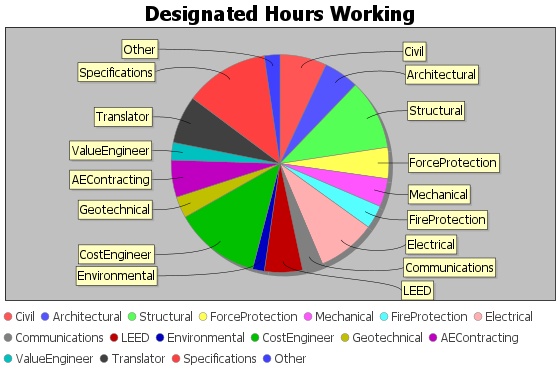 Designated Hours Working
Other
Civil
Specifications
Architectural
Structural
Translator
ValueEngineer
ForceProtection
AEContracting
Mechanical
Geotechnical
FireProtection
Electrical
CostEngineer
Communications
Environmental
LEED
Civil Architectural Structural ForceProtection Mechanical FireProtection Electrical
Communications LEED Environmental CostEngineer Geotechnical AEContracting
ValueEngineer Translator Specifications Other